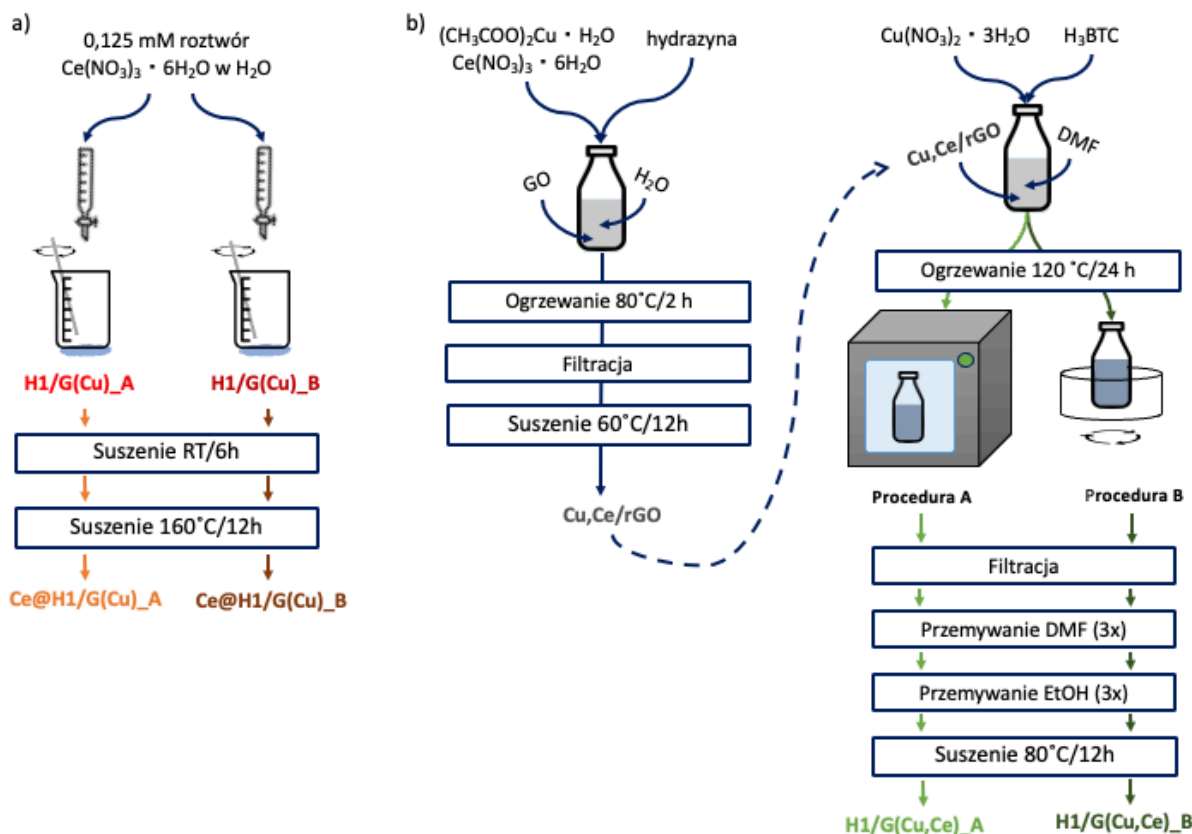 a)
0,125 mM roztwór
Ce(NO₃)₃ · 6H₂O w H₂O
H1/G(Cu)_A
H1/G(Cu)_B
Suszenie RT/6h
Suszenie 160°C/12h
Ce@H1/G(Cu)_A
Ce@H1/G(Cu)_B
b)
(CH₃COO)₂Cu · H₂O
Ce(NO₃)₃ · 6H₂O
hydrazyna
GO
H₂O
Ogrzewanie 80°C/2 h
Filtracja
Suszenie 60°C/12h
Cu,Ce/rGO
Cu(NO₃)₂ · 3H₂O
H₃BTC
Cu,Ce/rGO
DMF
Ogrzewanie 120 °C/24 h
Procedura A
Procedura B
Filtracja
Przemywanie DMF (3x)
Przemywanie EtOH (3x)
Suszenie 80°C/12h
H1/G(Cu,Ce)_A
H1/G(Cu,Ce)_B